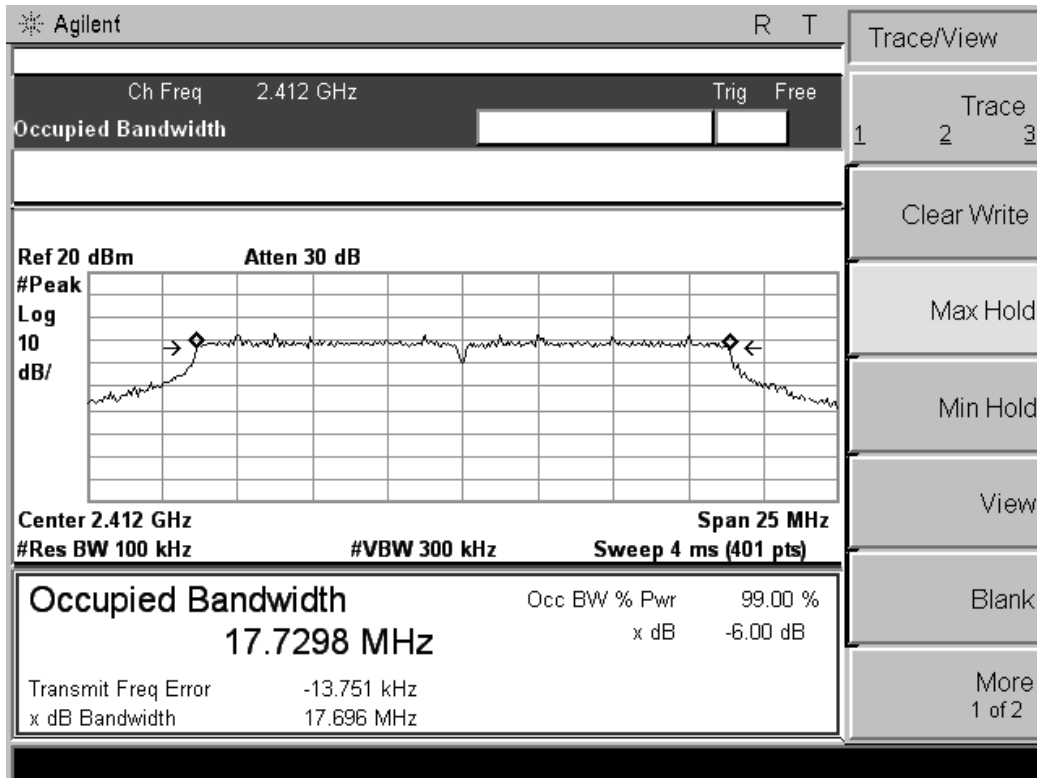 Agilent R T
Trace/View
Ch Freq 2.412 GHz Trig Free
Occupied Bandwidth
Trace
1 2 3
Clear Write
Max Hold
Min Hold
View
Blank
More
1 of 2
Ref 20 dBm Atten 30 dB
#Peak
Log
10
dB/
Center 2.412 GHz Span 25 MHz
#Res BW 100 kHz #VBW 300 kHz Sweep 4 ms (401 pts)
Occupied Bandwidth Occ BW % Pwr 99.00 %
17.7298 MHz x dB -6.00 dB
Transmit Freq Error -13.751 kHz
x dB Bandwidth 17.696 MHz